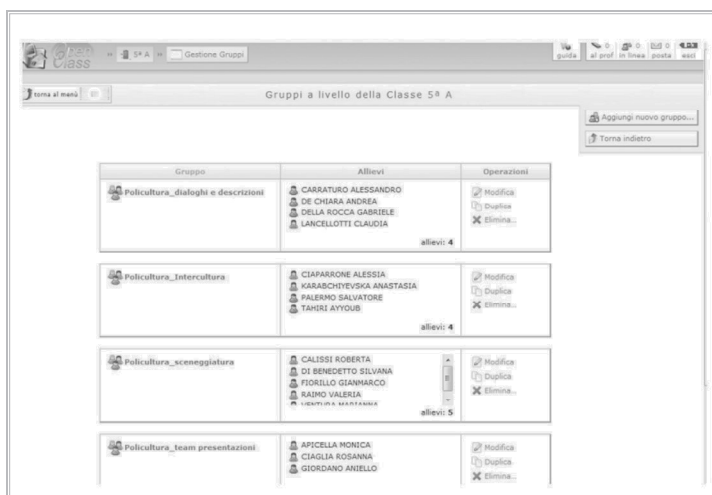 Open Class
5ª A
Gestione Gruppi
guida
0 al prof
0 in linea
0 posta
esci
torna al menù
Gruppi a livello della Classe 5ª A
Aggiungi nuovo gruppo...
Torna indietro
Gruppo Allievi Operazioni
Policultura_dialoghi e descrizioni
CARRATURO ALESSANDRO
DE CHIARA ANDREA
DELLA ROCCA GABRIELE
LANCELLOTTI CLAUDIA
allievi: 4
Modifica
Duplica
Elimina...
Policultura_Intercultura
CIAPARRONE ALESSIA
KARABCHIYEVSKA ANASTASIA
PALERMO SALVATORE
TAHIRI AYYOUB
allievi: 4
Modifica
Duplica
Elimina...
Policultura_sceneggiatura
CALISSI ROBERTA
DI BENEDETTO SILVANA
FIORILLO GIANMARCO
RAIMO VALERIA
VENTURA MARIANNA
allievi: 5
Modifica
Duplica
Elimina...
Policultura_team presentazioni
APICELLA MONICA
CIAGLIA ROSANNA
GIORDANO ANIELLO
Modifica
Duplica
Elimina...